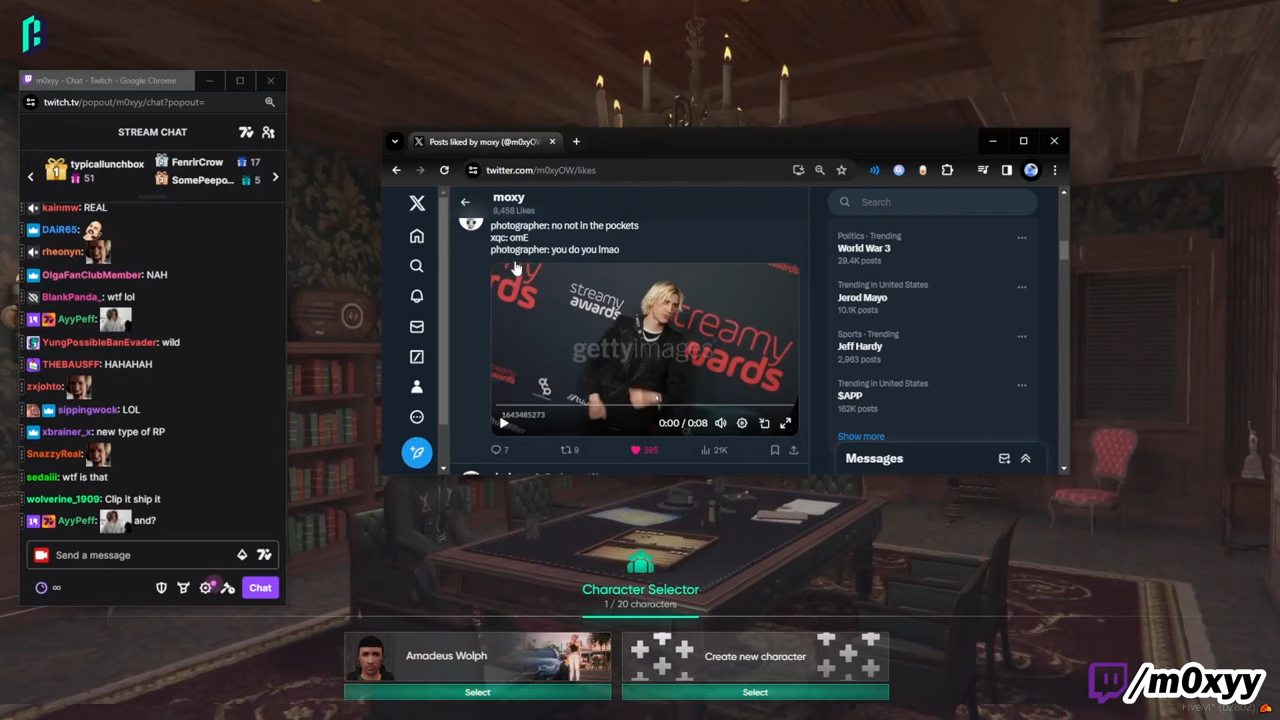 m0xyy - Chat - Twitch - Google Chrome
twitch.tv/popout/m0xyy/chat?popout=
STREAM CHAT
typicallunchbox
51
FenrirCrow 17
SomePeepo... 5
kainmw: REAL
DAiR65:
rheonyn:
OlgaFanClubMember: NAH
BlankPanda_: wtf lol
AyyPeff:
YungPossibleBanEvader: wild
THEBAUSFF: HAHAHAH
zxjohto:
sippingwock: LOL
xbrainer_x: new type of RP
SnazzyReal:
sedaiii: wtf is that
wolverine_1909: Clip it ship it
AyyPeff: and?
Send a message
Chat
Posts liked by moxy (@m0xyOW
twitter.com/m0xyOW/likes
moxy
8,458 Likes
photographer: no not in the pockets
xqc: omE
photographer: you do you lmao
streamy
awards
streamy
awards
gettyimages
1643485273
0:00 / 0:08
7
9
395
21K
Search
Politics · Trending
World War 3
29.4K posts
Trending in United States
Jerod Mayo
10.1K posts
Sports · Trending
Jeff Hardy
2,963 posts
Trending in United States
$APP
162K posts
Show more
Messages
Character Selector
1 / 20 characters
Amadeus Wolph
Select
Create new character
Select
/m0xyy
FiveM* (b2802)